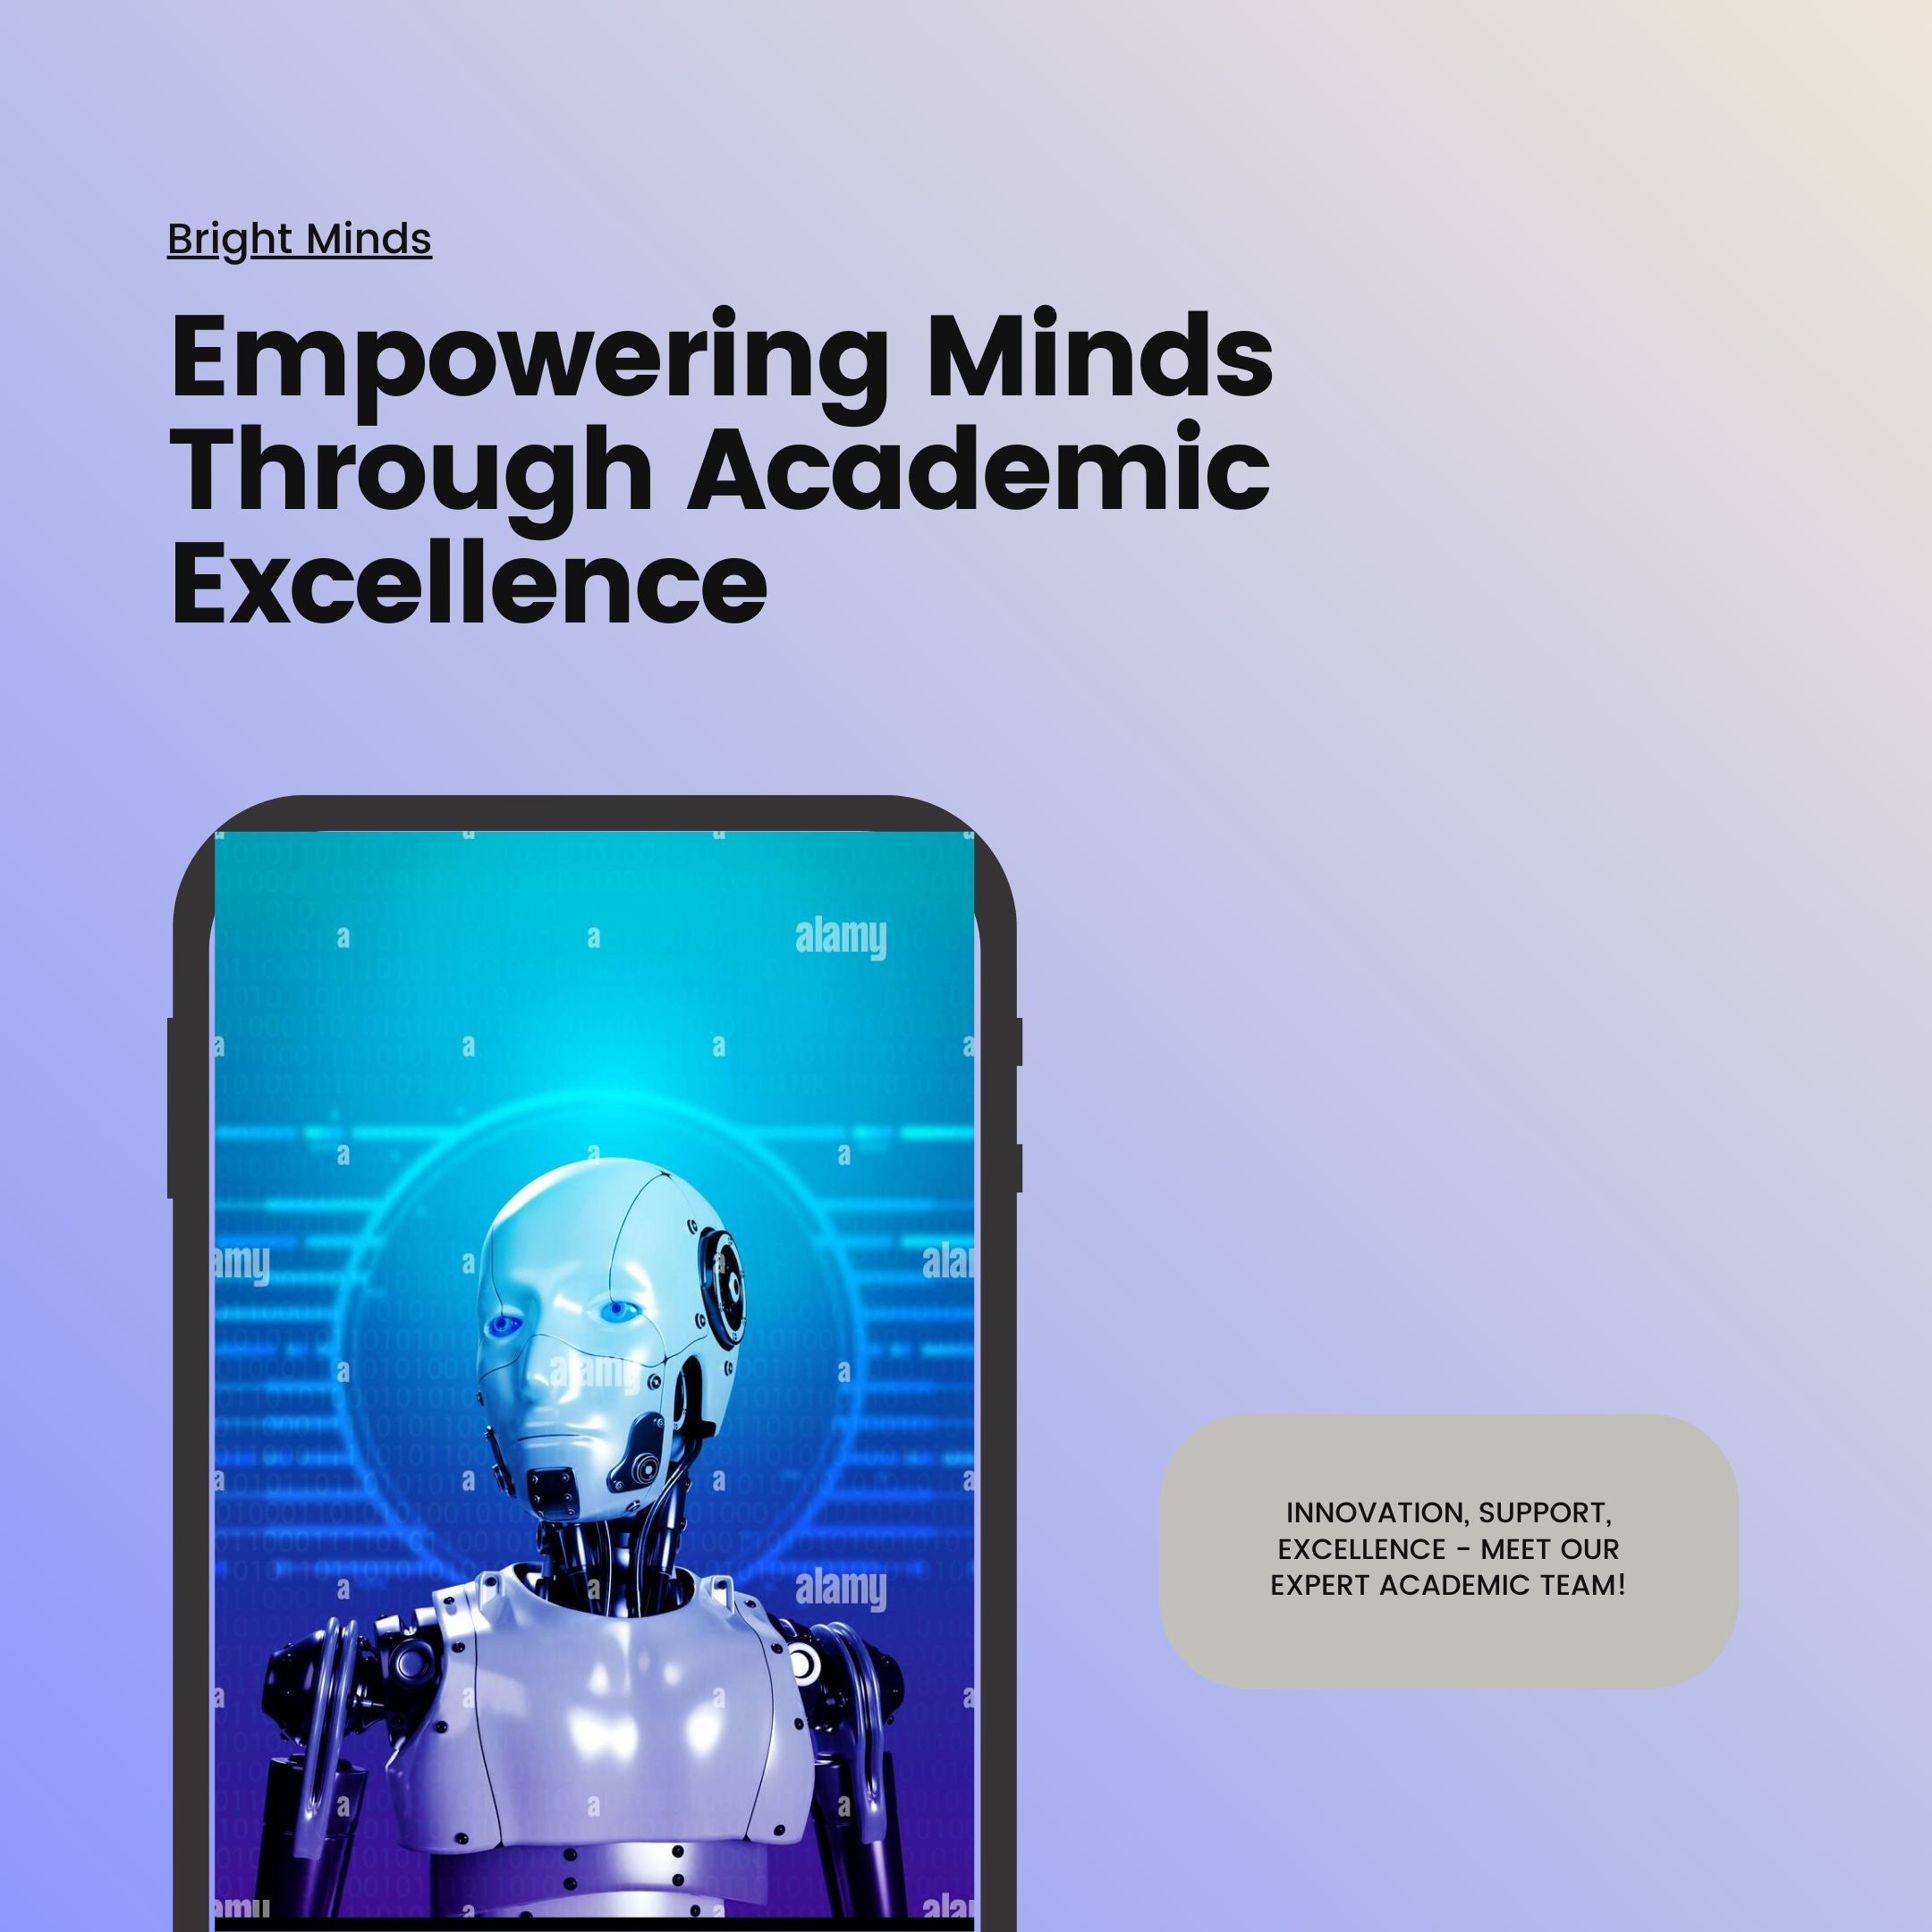 Bright Minds
Empowering Minds
Through Academic
Excellence
alamy
alamy
alamy
INNOVATION, SUPPORT,
EXCELLENCE - MEET OUR
EXPERT ACADEMIC TEAM!